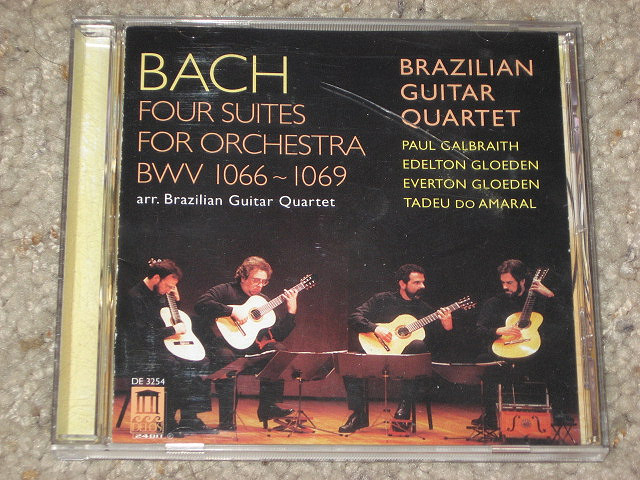 BACH
FOUR SUITES
FOR ORCHESTRA
BWV 1066~1069
arr. Brazilian Guitar Quartet
BRAZILIAN
GUITAR
QUARTET
PAUL GALBRAITH
EDELTON GLOEDEN
EVERTON GLOEDEN
TADEU DO AMARAL
DE 3254
DELOS